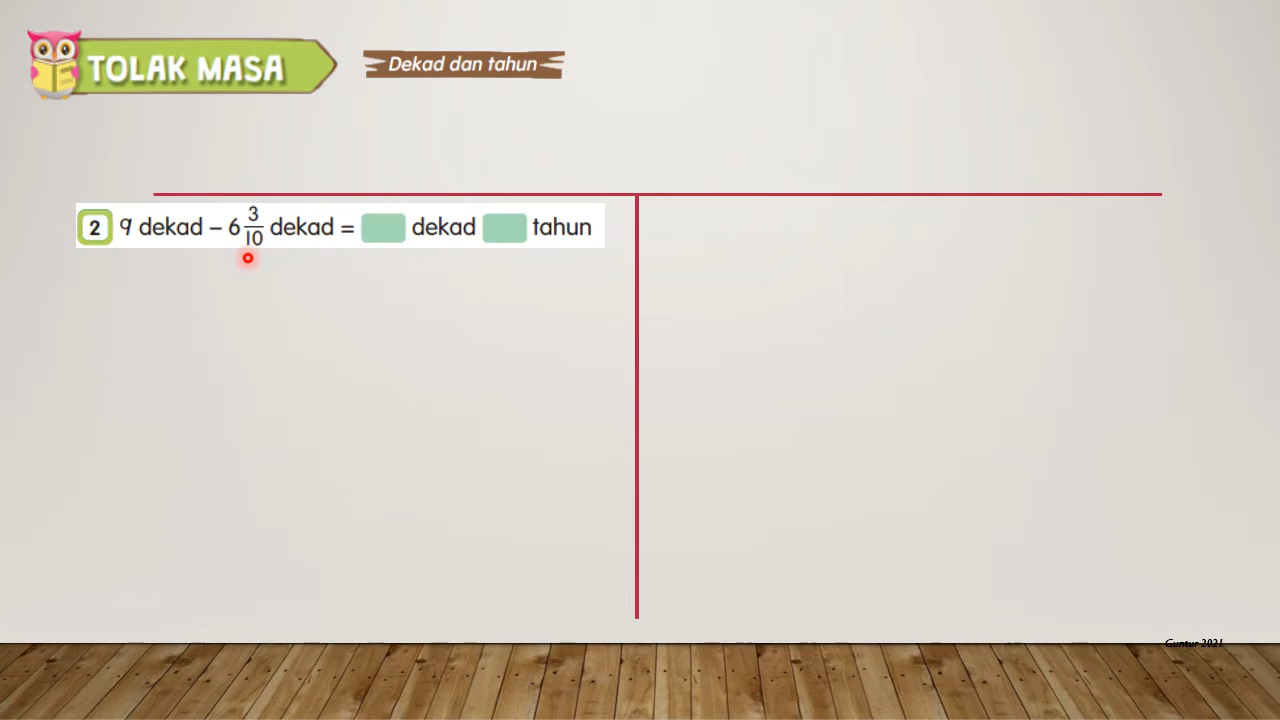 TOLAK MASA
Dekad dan tahun
2 9 dekad – 6 3/10 dekad = dekad tahun
Guntur 2021